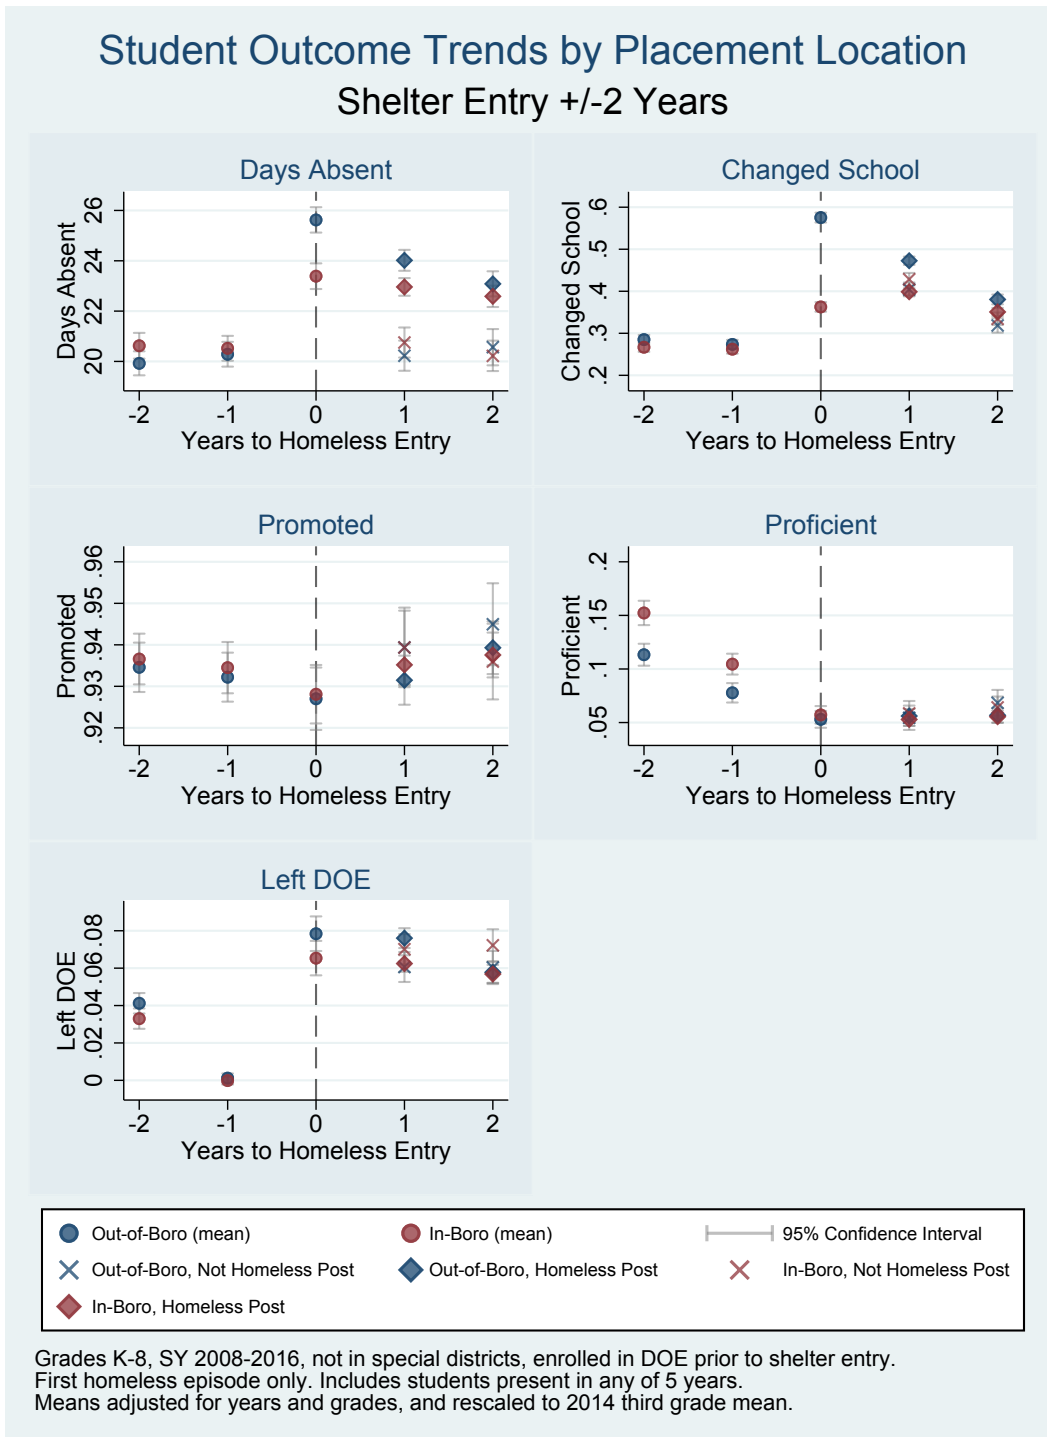 Student Outcome Trends by Placement Location
Shelter Entry +/-2 Years
Days Absent
Days Absent
20 22 24 26
-2 -1 0 1 2
Years to Homeless Entry
Changed School
Changed School
.2 .3 .4 .5 .6
-2 -1 0 1 2
Years to Homeless Entry
Promoted
Promoted
.92 .93 .94 .95 .96
-2 -1 0 1 2
Years to Homeless Entry
Proficient
Proficient
.05 .1 .15 .2
-2 -1 0 1 2
Years to Homeless Entry
Left DOE
Left DOE
0 .02 .04 .06 .08
-2 -1 0 1 2
Years to Homeless Entry
Out-of-Boro (mean) In-Boro (mean) 95% Confidence Interval
Out-of-Boro, Not Homeless Post Out-of-Boro, Homeless Post In-Boro, Not Homeless Post
In-Boro, Homeless Post
Grades K-8, SY 2008-2016, not in special districts, enrolled in DOE prior to shelter entry.
First homeless episode only. Includes students present in any of 5 years.
Means adjusted for years and grades, and rescaled to 2014 third grade mean.